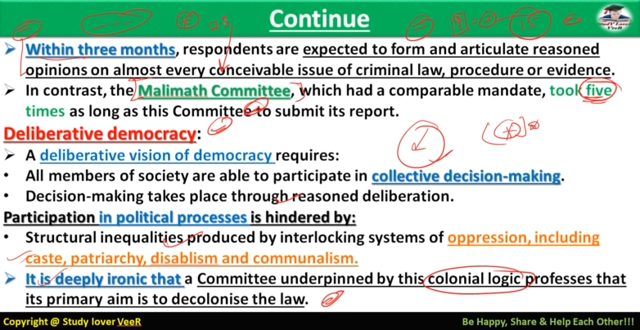 Continue
➢ Within three months, respondents are expected to form and articulate reasoned
opinions on almost every conceivable issue of criminal law, procedure or evidence.
➢ In contrast, the Malimath Committee, which had a comparable mandate, took five
times as long as this Committee to submit its report.
Deliberative democracy:
➢ A deliberative vision of democracy requires:
• All members of society are able to participate in collective decision-making.
• Decision-making takes place through reasoned deliberation.
Participation in political processes is hindered by:
• Structural inequalities produced by interlocking systems of oppression, including
caste, patriarchy, disablism and communalism.
➢ It is deeply ironic that a Committee underpinned by this colonial logic professes that
its primary aim is to decolonise the law.
Copyright @ Study lover VeeR
Be Happy, Share & Help Each Other!!!